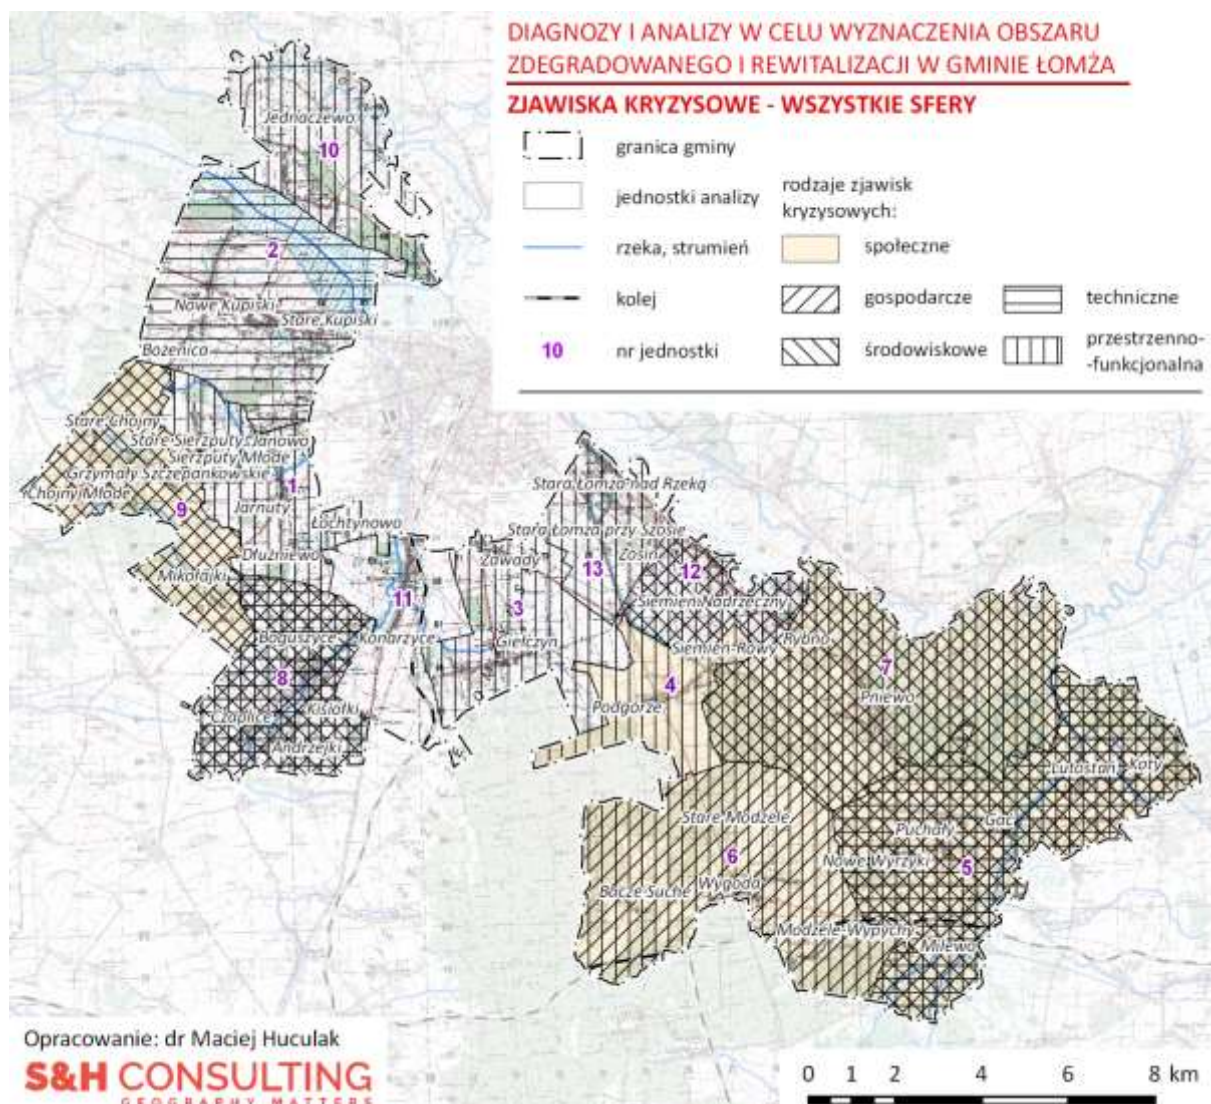 DIAGNOZY I ANALIZY W CELU WYZNACZENIA OBSZARU
ZDEGRADOWANEGO I REWITALIZACJI W GMINIE ŁOMŻA
ZJAWISKA KRYZYSOWE - WSZYSTKIE SFERY
granica gminy
jednostki analizy
rodzaje zjawisk
kryzysowych:
rzeka, strumień
społeczne
kolej
gospodarcze
techniczne
10
nr jednostki
środowiskowe
przestrzenno-
-funkcjonalna
Jednaczewo
10
2
Nowe Kupiski
Stare Kupiski
Bożenica
Stare Chojny
Stare Sierzputy
Janowo
Sierzputy Młode
Grzymały Szczepankowskie
Chojny Młode
1
9
Jarnuty
Łochtynowo
Dłużniewo
Mikołajki
Stara Łomża nad Rzeką
Stara Łomża przy Szosie
Zawady
Zosin
13
12
11
3
Siemień Nadrzeczny
Boguszyce
Konarzyce
Giełczyn
Siemień-Rowy
Rybno
8
4
7
Pniewo
Podgórze
Kisiołki
Czaplice
Andrzejki
Lutostań
Koty
Stare Modzele
Gać
Puchały
6
Nowe Wyrzyki
5
Wygoda
Bacze Suche
Modzele-Wypychy
Milewo
Opracowanie: dr Maciej Huculak
S&H CONSULTING
GEOGRAPHY MATTERS
0 1 2 4 6 8 km